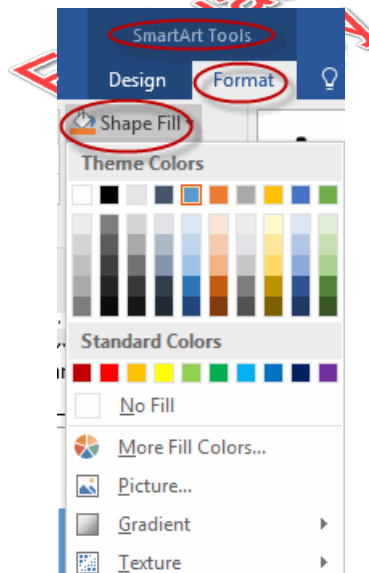 SmartArt Tools
Design Format
Shape Fill
Theme Colors
Standard Colors
No Fill
More Fill Colors...
Picture...
Gradient
Texture